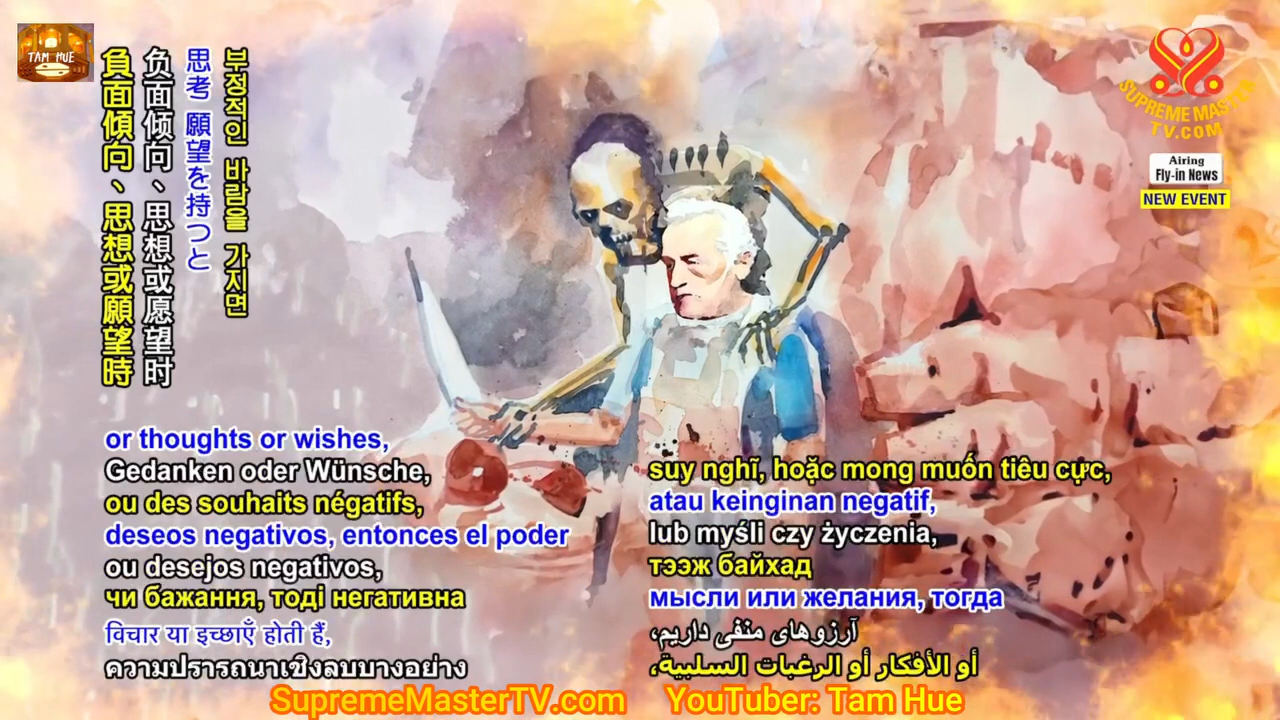 TAM HUE
負面傾向、思想或願望時
负面倾向、思想或愿望时
思考 願望を持つと
부정적인 바람을 가지면
SUPREME MASTER
TV.COM
Airing
Fly-in News
NEW EVENT
or thoughts or wishes,
Gedanken oder Wünsche,
ou des souhaits négatifs,
deseos negativos, entonces el poder
ou desejos negativos,
чи бажання, тоді негативна
विचार या इच्छाएँ होती हैं,
ความปรารถนาเชิงลบบางอย่าง
suy nghĩ, hoặc mong muốn tiêu cực,
atau keinginan negatif,
lub myśli czy życzenia,
тээж байхад
мысли или желания, тогда
آرزوهای منفی داریم،
أو الأفكار أو الرغبات السلبية،
SupremeMasterTV.com
YouTuber: Tam Hue